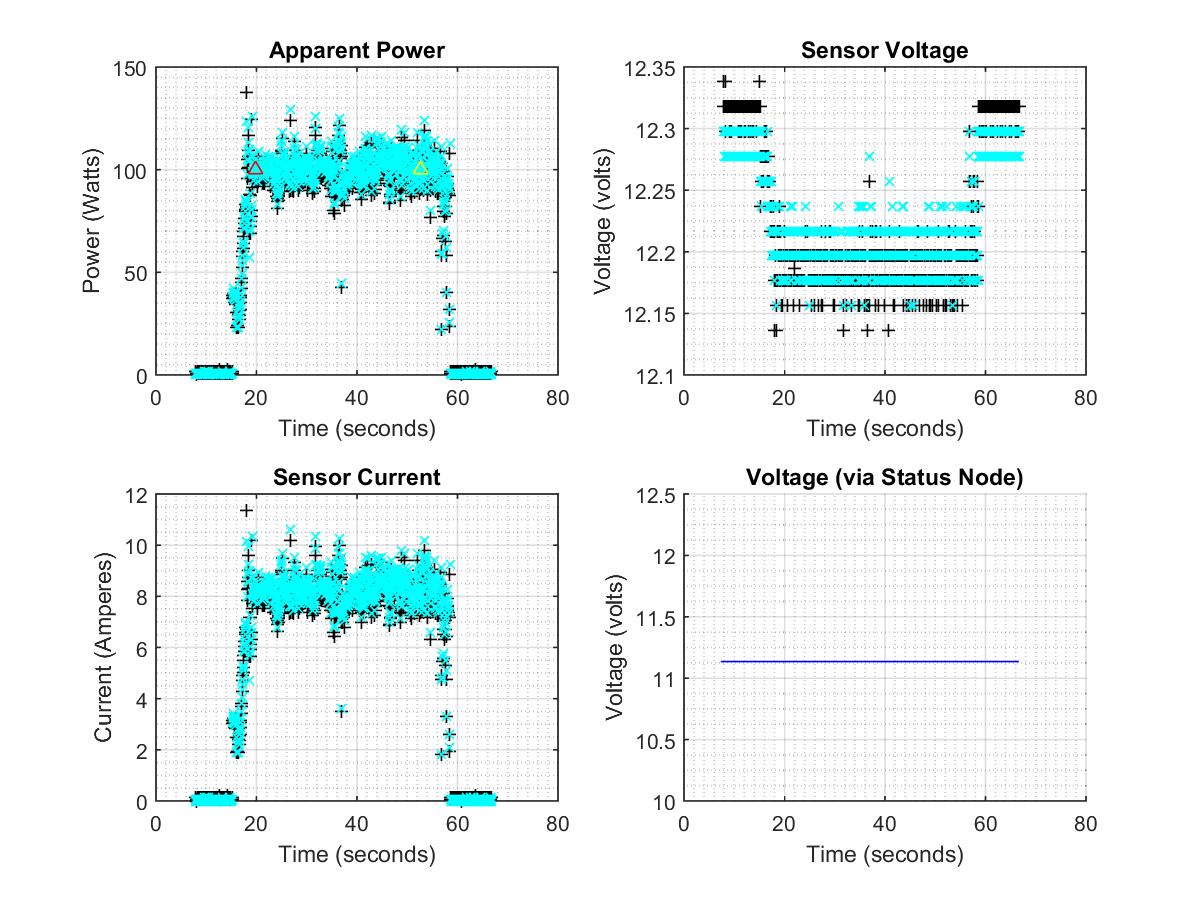 Apparent Power
150
100
50
0
0 20 40 60 80
Power (Watts)
Time (seconds)
Sensor Voltage
12.35
12.3
12.25
12.2
12.15
12.1
0 20 40 60 80
Voltage (volts)
Time (seconds)
Sensor Current
12
10
8
6
4
2
0
0 20 40 60 80
Current (Amperes)
Time (seconds)
Voltage (via Status Node)
12.5
12
11.5
11
10.5
10
0 20 40 60 80
Voltage (volts)
Time (seconds)